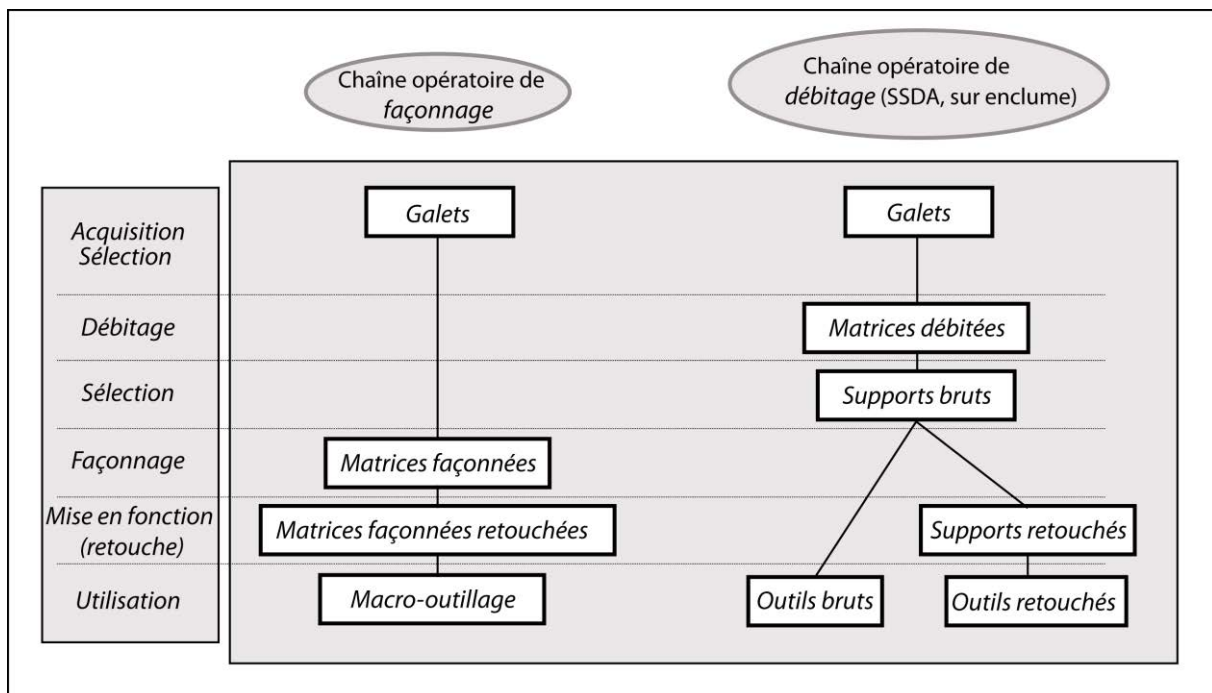 Chaîne opératoire de
façonnage
Chaîne opératoire de
débitage (SSDA, sur enclume)
Acquisition
Sélection
Galets
Galets
Débitage
Matrices débitées
Sélection
Supports bruts
Façonnage
Matrices façonnées
Mise en fonction
(retouche)
Matrices façonnées retouchées
Supports retouchés
Utilisation
Macro-outillage
Outils bruts
Outils retouchés